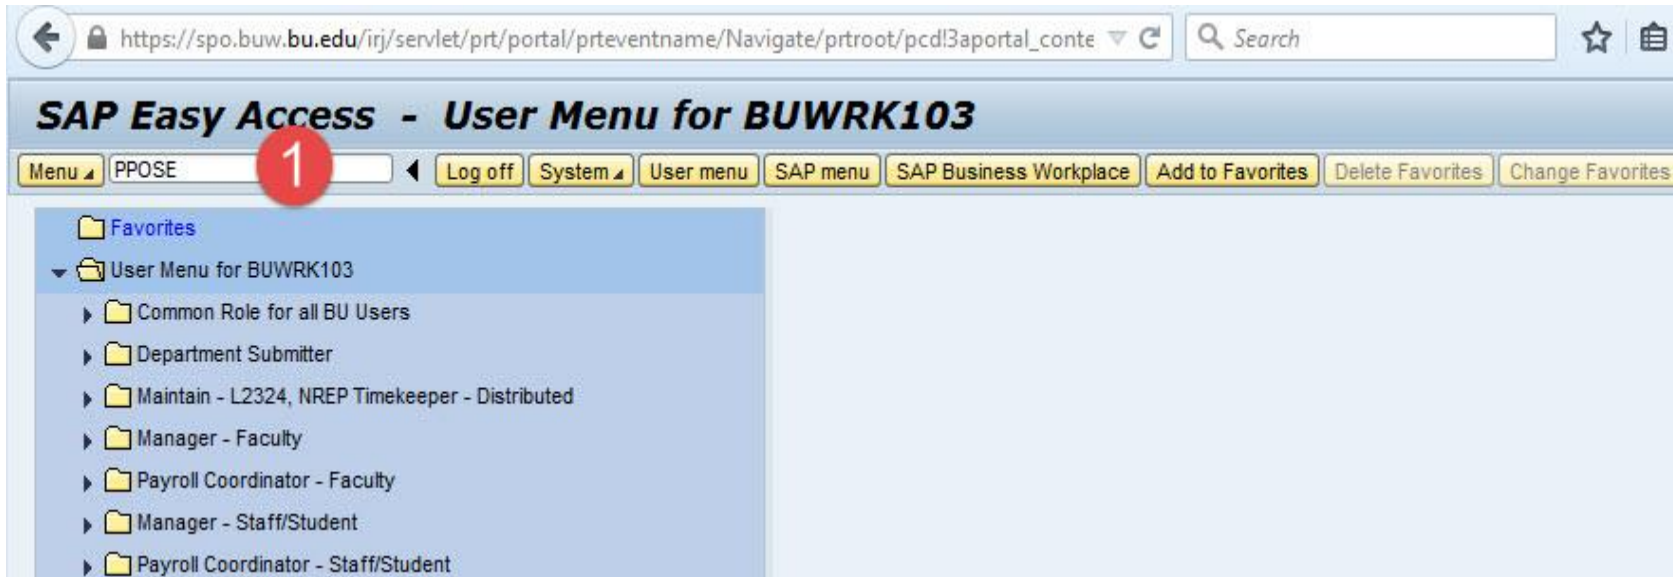 https://spo.buw.bu.edu/irj/servlet/prt/portal/prteventname/Navigate/prtroot/pcd!3aportal_conte Search
SAP Easy Access - User Menu for BUWRK103
Menu PPOSE 1 Log off System User menu SAP menu SAP Business Workplace Add to Favorites Delete Favorites Change Favorites
Favorites
User Menu for BUWRK103
Common Role for all BU Users
Department Submitter
Maintain - L2324, NREP Timekeeper - Distributed
Manager - Faculty
Payroll Coordinator - Faculty
Manager - Staff/Student
Payroll Coordinator - Staff/Student